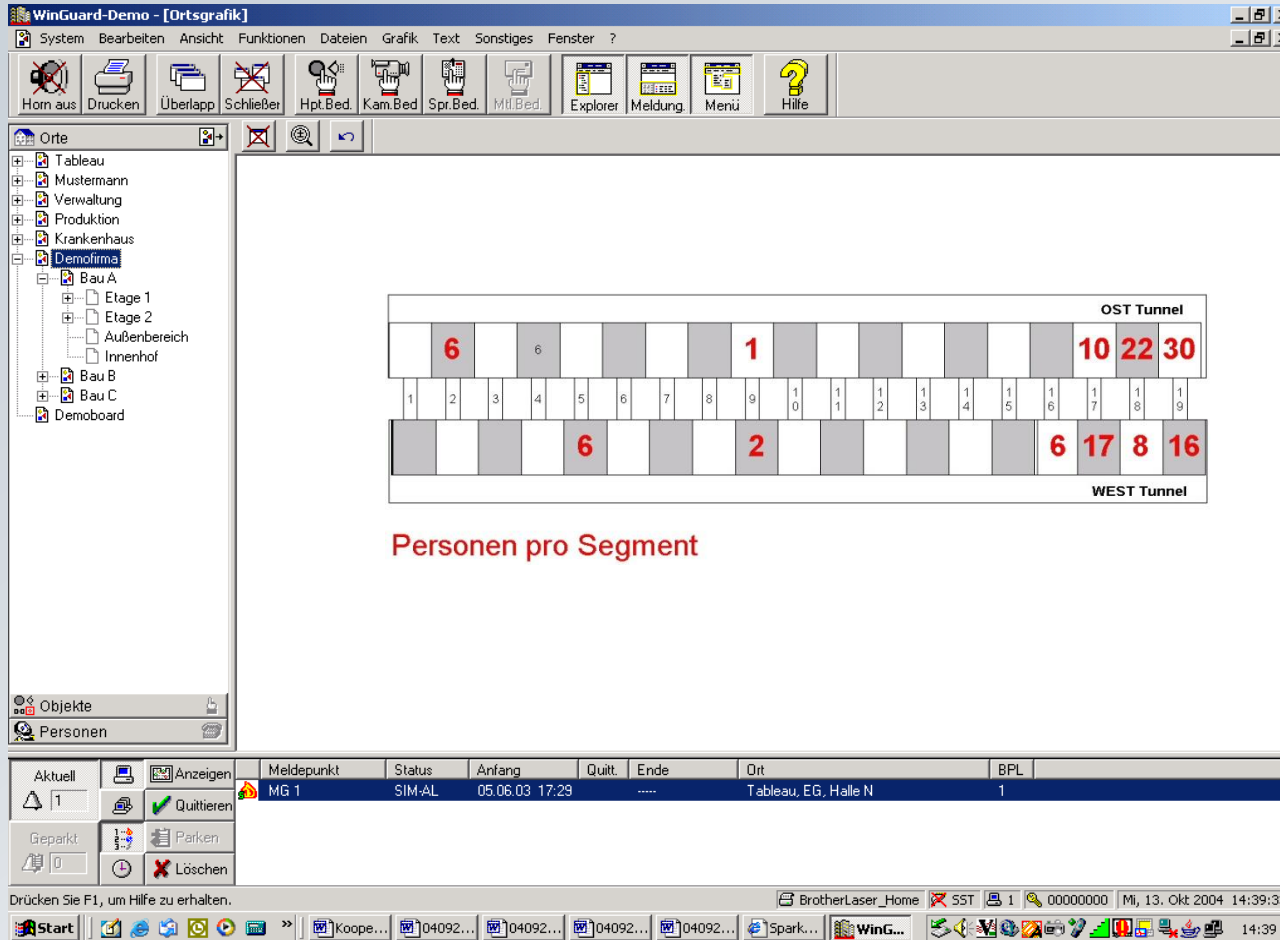 WinGuard-Demo - [Ortsgrafik]
System Bearbeiten Ansicht Funktionen Dateien Grafik Text Sonstiges Fenster ?
Horn aus Drucken Überlapp Schließer Hpt.Bed. Kam.Bed Spr.Bed. Mtl.Bed. Explorer Meldung. Menü Hilfe
Orte
Tableau
Mustermann
Verwaltung
Produktion
Krankenhaus
Demofirma
Bau A
Etage 1
Etage 2
Außenbereich
Innenhof
Bau B
Bau C
Demoboard
OST Tunnel
6 6 1 10 22 30
1 2 3 4 5 6 7 8 9 10 11 12 13 14 15 16 17 18 19
6 2 6 17 8 16
WEST Tunnel
Personen pro Segment
Objekte
Personen
Aktuell Anzeigen Meldepunkt Status Anfang Quitt. Ende Ort BPL
1 Quittieren MG 1 SIM-AL 05.06.03 17:29 ----- Tableau, EG, Halle N 1
Geparkt Parken
0 Löschen
Drücken Sie F1, um Hilfe zu erhalten. BrotherLaser_Home SST 1 00000000 Mi, 13. Okt 2004 14:39:3
Start » Koope... 04092... 04092... 04092... 04092... Spark... WinG... 14:39